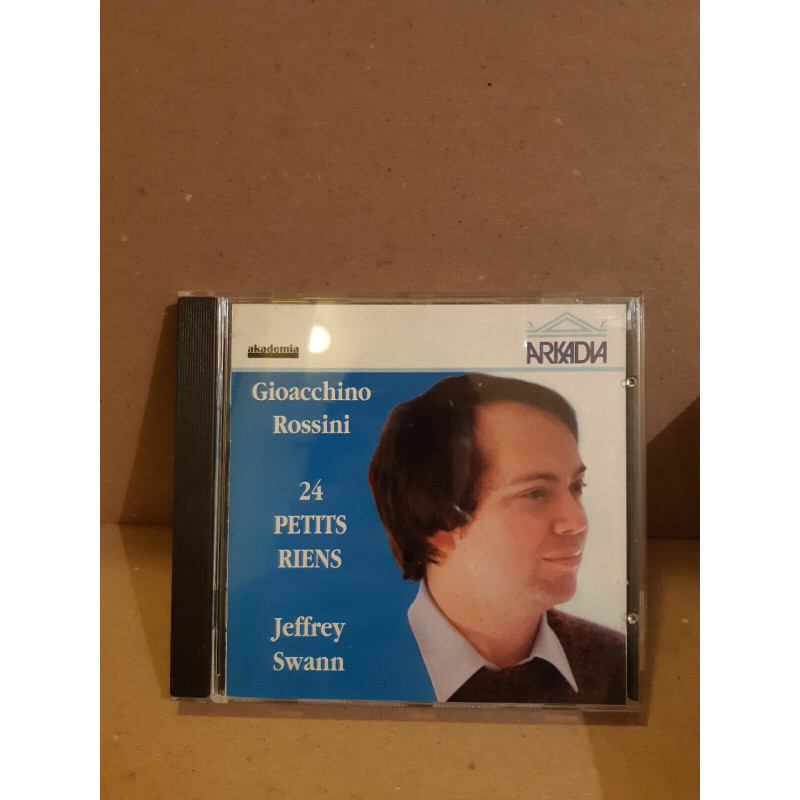 akademia
ARKADIA
Gioacchino
Rossini
24
PETITS
RIENS
Jeffrey
Swann